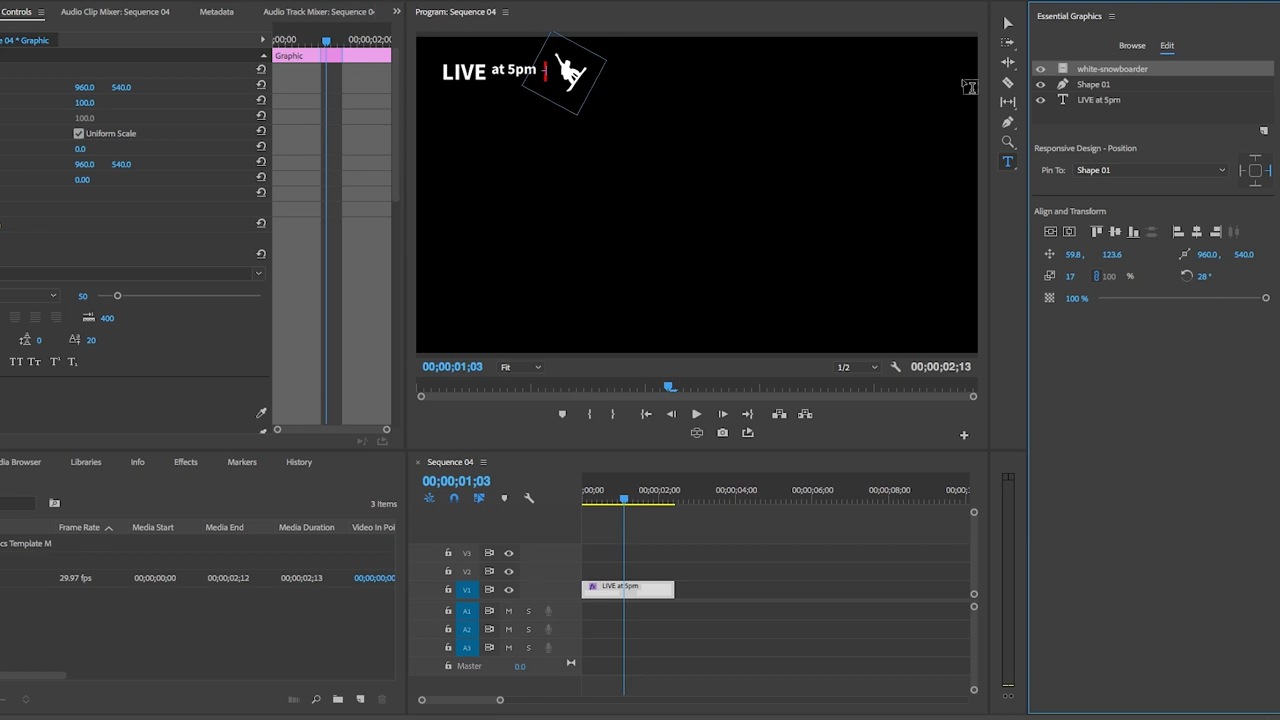 Controls
Audio Clip Mixer: Sequence 04
Metadata
Audio Track Mixer: Sequence 0
e 04 * Graphic
;00;00
00;00;02;00
Graphic
960.0 540.0
100.0
100.0
Uniform Scale
0.0
960.0 540.0
0.00
50
400
0
20
Program: Sequence 04
LIVE at 5pm
00;00;01;03
Fit
1/2
00;00;02;13
Essential Graphics
Browse
Edit
white-snowboarder
Shape 01
LIVE at 5pm
Responsive Design - Position
Pin To:
Shape 01
Align and Transform
59.8 , 123.6
960.0 , 540.0
17
100 %
28 °
100 %
dia Browser
Libraries
Info
Effects
Markers
History
3 Items
Frame Rate
Media Start
Media End
Media Duration
Video In Poi
cs Template M
29.97 fps
00;00;00;00
00;00;02;12
00;00;02;13
00;00;00;00
Sequence 04
00;00;01;03
;00;00
00;00;02;00
00;00;04;00
00;00;06;00
00;00;08;00
V3
V2
V1
LIVE at 5pm
A1 M S
A2 M S
A3 M S
Master 0.0